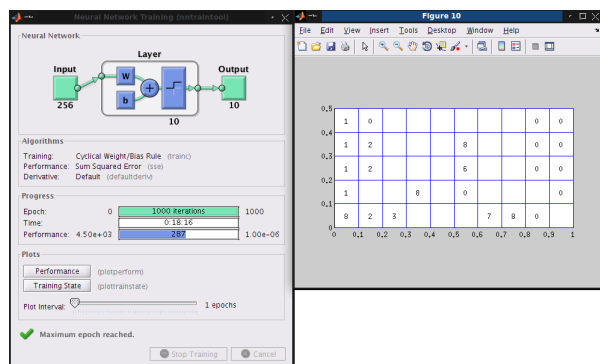 Neural Network Training (nntraintool)
Neural Network
Layer
Input
Output
W
b
256
10
10
Algorithms
Training: Cyclical Weight/Bias Rule (trainc)
Performance: Sum Squared Error (sse)
Derivative: Default (defaultderiv)
Progress
Epoch: 0 1000 iterations 1000
Time: 0:18:16
Performance: 4.50e+03 287 1.00e-06
Plots
Performance (plotperform)
Training State (plottrainstate)
Plot Interval: 1 epochs
Maximum epoch reached.
Stop Training Cancel
Figure 10
File Edit View Insert Tools Desktop Window Help
0.5
1 0 0 0
0.4
1 2 8 0 0
0.3
1 2 6 0 0
0.2
1 8 0 0
0.1
8 2 3 7 8 0
0
0 0.1 0.2 0.3 0.4 0.5 0.6 0.7 0.8 0.9 1